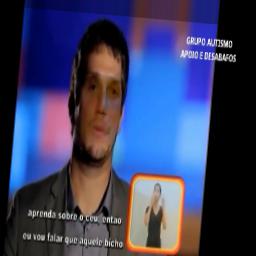 GRUPO AUTISMO
APOIO E DESABAFOS
aprenda sobre o céu. então
eu vou falar que aquele bicho